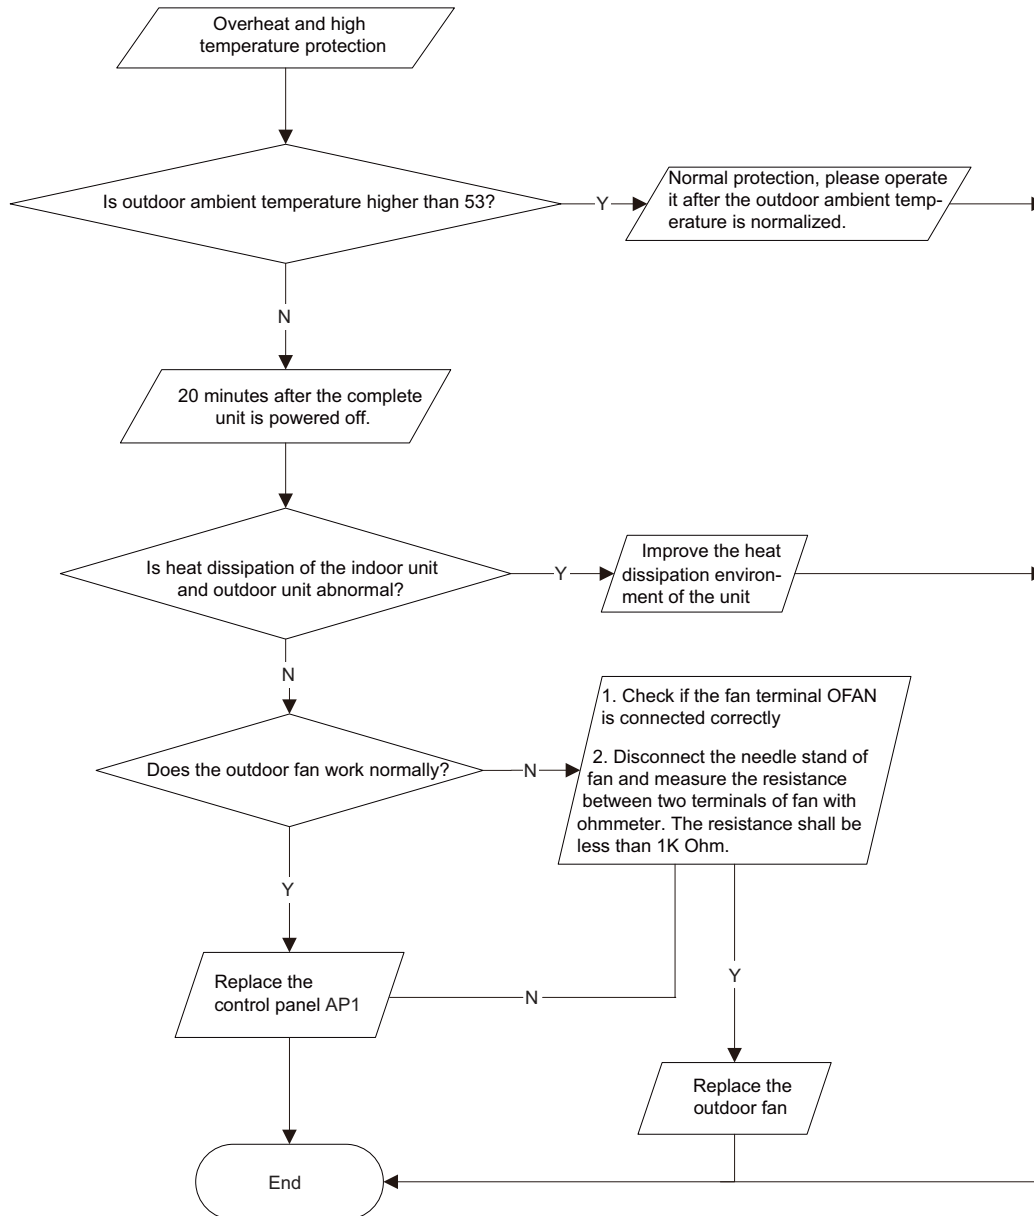 Overheat and high
temperature protection
Is outdoor ambient temperature higher than 53?
Y
Normal protection, please operate
it after the outdoor ambient temp-
erature is normalized.
N
20 minutes after the complete
unit is powered off.
Is heat dissipation of the indoor unit
and outdoor unit abnormal?
Y
Improve the heat
dissipation environ-
ment of the unit
N
Does the outdoor fan work normally?
N
1. Check if the fan terminal OFAN
is connected correctly
2. Disconnect the needle stand of
fan and measure the resistance
between two terminals of fan with
ohmmeter. The resistance shall be
less than 1K Ohm.
Y
Replace the
control panel AP1
N
Y
Replace the
outdoor fan
End